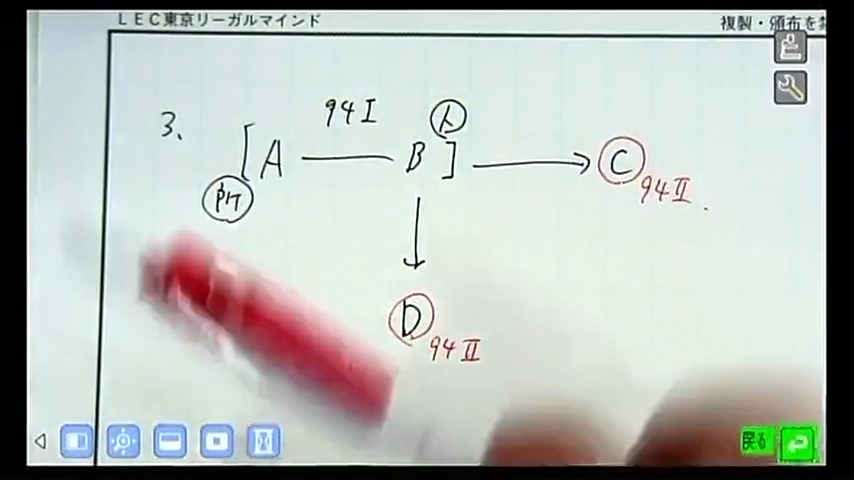 LEC東京リーガルマインド
複製・頒布を
3.
94 I
[A B]
ト
C
94 II.
D
94 II
戻る